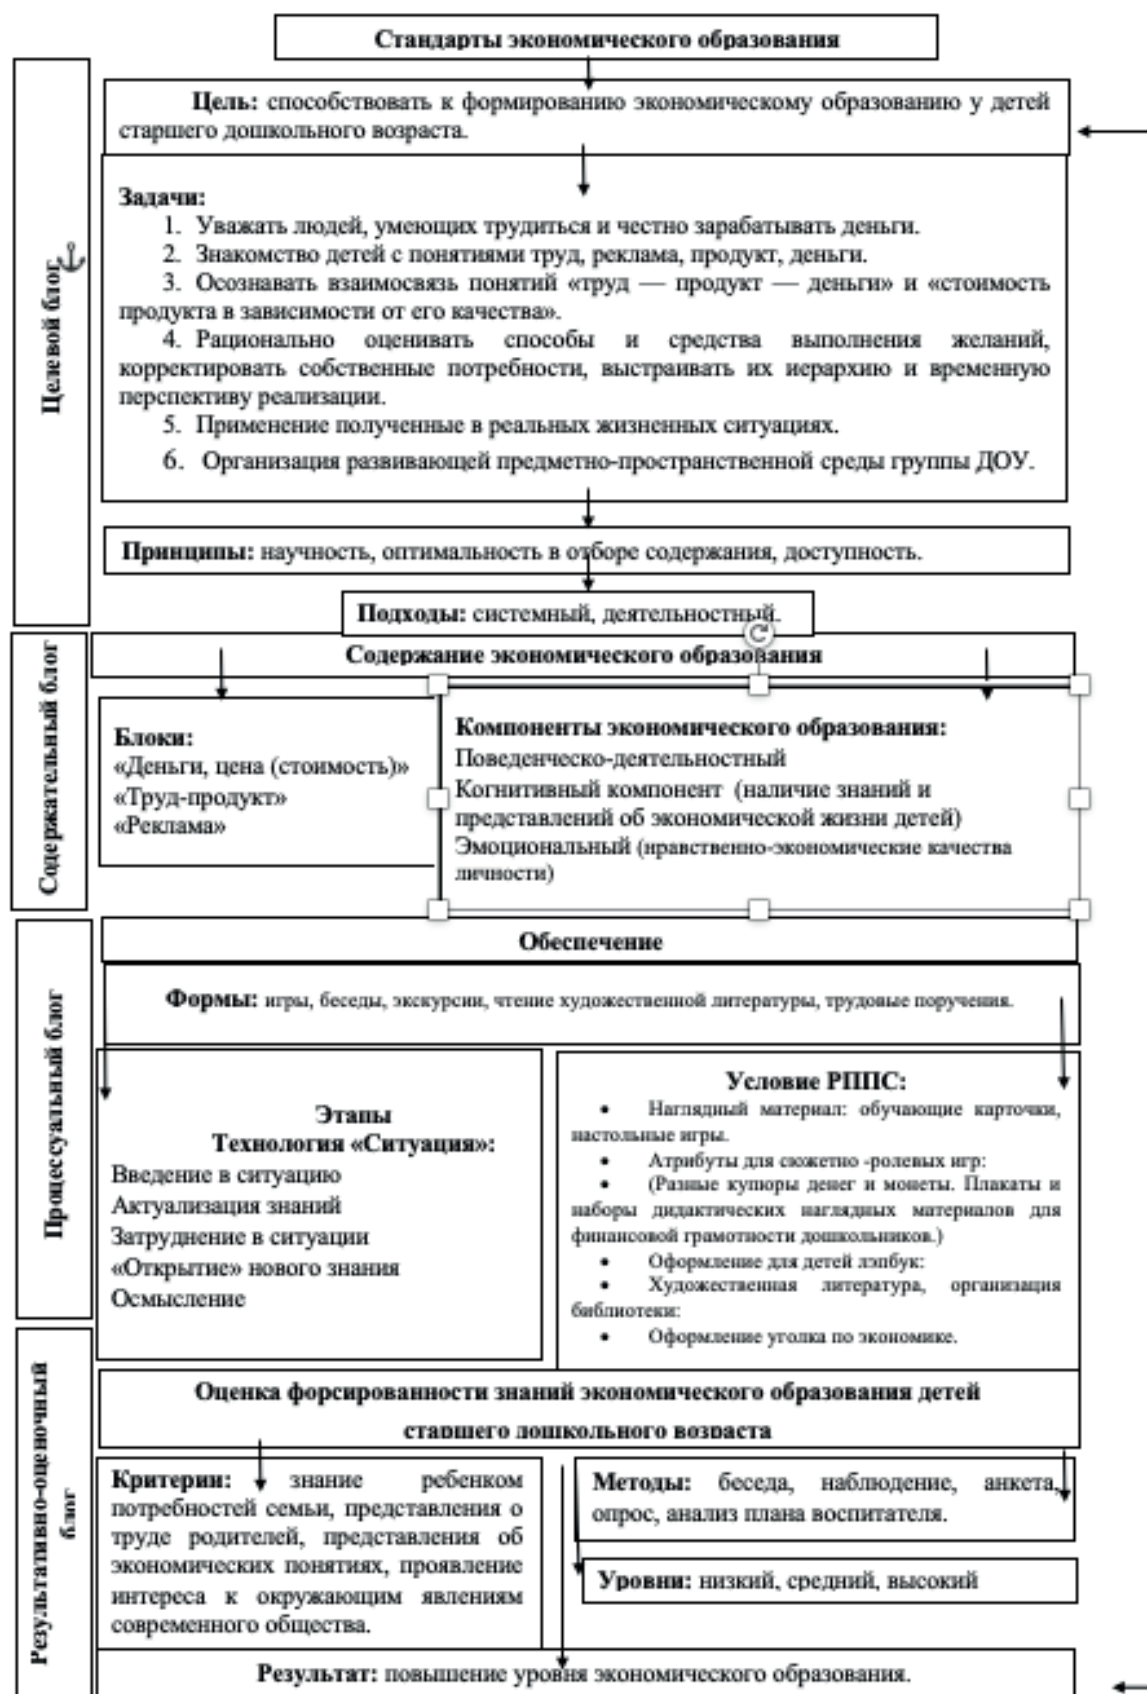 Стандарты экономического образования
Целевой блог
Цель: способствовать к формированию экономическому образованию у детей
старшего дошкольного возраста.
Задачи:
1. Уважать людей, умеющих трудиться и честно зарабатывать деньги.
2. Знакомство детей с понятиями труд, реклама, продукт, деньги.
3. Осознавать взаимосвязь понятий «труд — продукт — деньги» и «стоимость
продукта в зависимости от его качества».
4. Рационально оценивать способы и средства выполнения желаний,
корректировать собственные потребности, выстраивать их иерархию и временную
перспективу реализации.
5. Применение полученные в реальных жизненных ситуациях.
6. Организация развивающей предметно-пространственной среды группы ДОУ.
Принципы: научность, оптимальность в отборе содержания, доступность.
Подходы: системный, деятельностный.
Содержательный блог
Содержание экономического образования
Блоки:
«Деньги, цена (стоимость)»
«Труд-продукт»
«Реклама»
Компоненты экономического образования:
Поведенческо-деятельностный
Когнитивный компонент (наличие знаний и
представлений об экономической жизни детей)
Эмоциональный (нравственно-экономические качества
личности)
Процессуальный блог
Обеспечение
Формы: игры, беседы, экскурсии, чтение художественной литературы, трудовые поручения.
Этапы
Технология «Ситуация»:
Введение в ситуацию
Актуализация знаний
Затруднение в ситуации
«Открытие» нового знания
Осмысление
Условие РППС:
• Наглядный материал: обучающие карточки,
настольные игры.
• Атрибуты для сюжетно -ролевых игр:
• (Разные купюры денег и монеты. Плакаты и
наборы дидактических наглядных материалов для
финансовой грамотности дошкольников.)
• Оформление для детей лэпбук:
• Художественная литература, организация
библиотеки:
• Оформление уголка по экономике.
Результативно-оценочный
блог
Оценка форсированности знаний экономического образования детей
старшего дошкольного возраста
Критерии: знание ребенком
потребностей семьи, представления о
труде родителей, представления об
экономических понятиях, проявление
интереса к окружающим явлениям
современного общества.
Методы: беседа, наблюдение, анкета,
опрос, анализ плана воспитателя.
Уровни: низкий, средний, высокий
Результат: повышение уровня экономического образования.